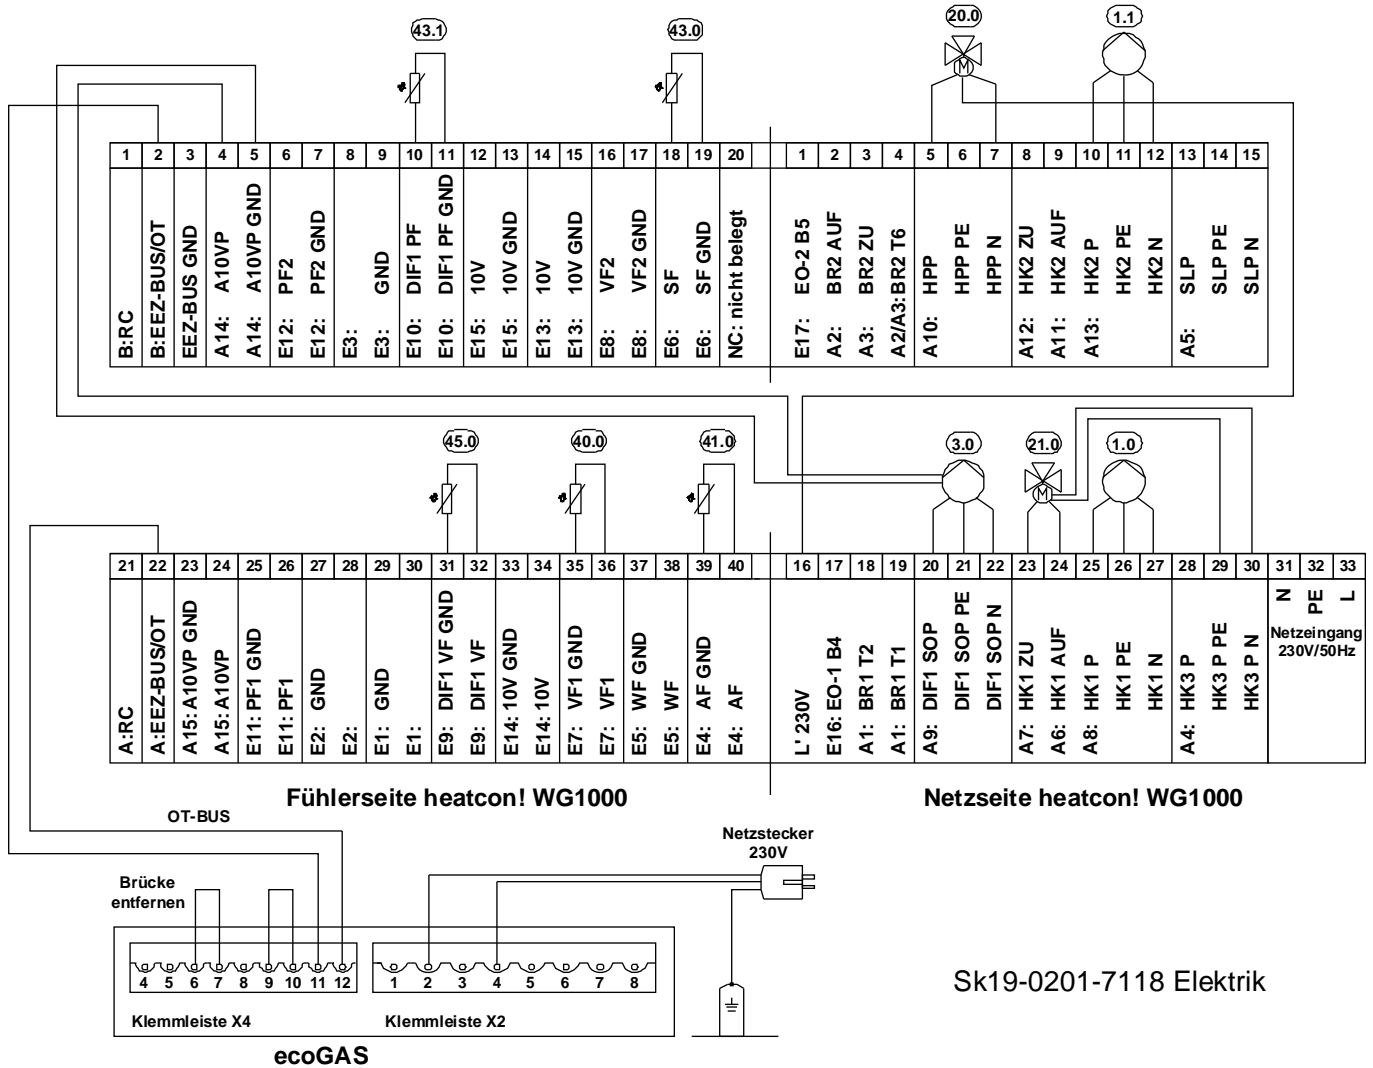 43.1
43.0
20.0
1.1
M
1 2 3 4 5 6 7 8 9 10 11 12 13 14 15 16 17 18 19 20
1 2 3 4 5 6 7 8 9 10 11 12 13 14 15
B:RC
B:EEZ-BUS/OT
EEZ-BUS GND
A14: A10VP
A14: A10VP GND
E12: PF2
E12: PF2 GND
E3:
E3: GND
E10: DIF1 PF
E10: DIF1 PF GND
E15: 10V
E15: 10V GND
E13: 10V
E13: 10V GND
E8: VF2
E8: VF2 GND
E6: SF
E6: SF GND
NC: nicht belegt
E17: EO-2 B5
A2: BR2 AUF
A3: BR2 ZU
A2/A3: BR2 T6
A10: HPP
HPP PE
HPP N
A12: HK2 ZU
A11: HK2 AUF
A13: HK2 P
HK2 PE
HK2 N
A5: SLP
SLP PE
SLP N
45.0
40.0
41.0
3.0
21.0
1.0
M
21 22 23 24 25 26 27 28 29 30 31 32 33 34 35 36 37 38 39 40
16 17 18 19 20 21 22 23 24 25 26 27 28 29 30 31 32 33
A:RC
A:EEZ-BUS/OT
A15: A10VP GND
A15: A10VP
E11: PF1 GND
E11: PF1
E2: GND
E2:
E1: GND
E1:
E9: DIF1 VF GND
E9: DIF1 VF
E14: 10V GND
E14: 10V
E7: VF1 GND
E7: VF1
E5: WF GND
E5: WF
E4: AF GND
E4: AF
L' 230V
E16: EO-1 B4
A1: BR1 T2
A1: BR1 T1
A9: DIF1 SOP
DIF1 SOP PE
DIF1 SOP N
A7: HK1 ZU
A6: HK1 AUF
A8: HK1 P
HK1 PE
HK1 N
A4: HK3 P
HK3 PE
HK3 P N
N
PE
L
Netzeingang
230V/50Hz
Fühlerseite heatcon! WG1000
Netzseite heatcon! WG1000
OT-BUS
Netzstecker
230V
Brücke
entfernen
4 5 6 7 8 9 10 11 12
1 2 3 4 5 6 7 8
Klemmleiste X4
Klemmleiste X2
ecoGAS
Sk19-0201-7118 Elektrik